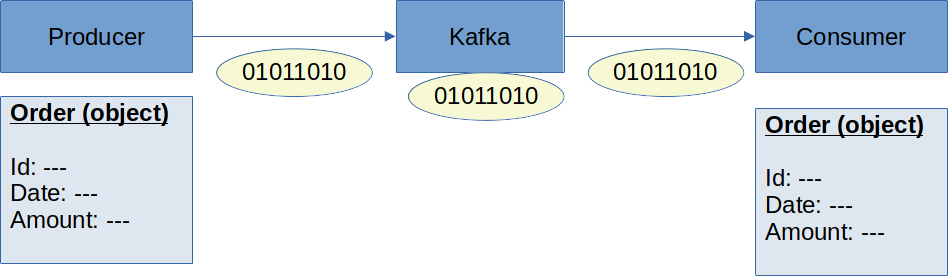 Producer
Kafka
Consumer
01011010
01011010
01011010
Order (object)
Id: ---
Date: ---
Amount: ---
Order (object)
Id: ---
Date: ---
Amount: ---